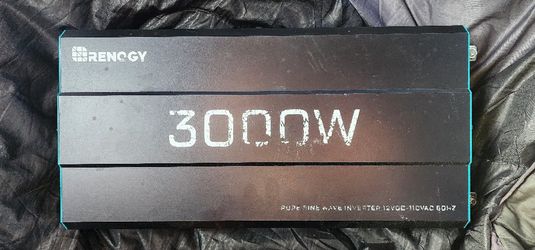 RENOGY
3000W
PURE SINE WAVE INVERTER 12VDC-110VAC 60HZ